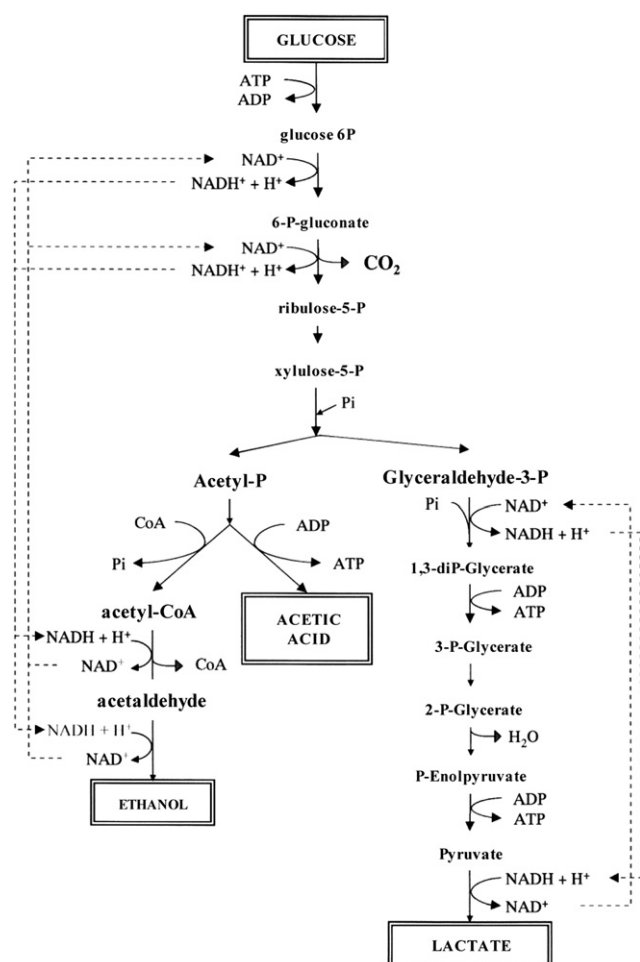 GLUCOSE
ATP
ADP
glucose 6P
NAD⁺
NADH⁺ + H⁺
6-P-gluconate
NAD⁺
NADH⁺ + H⁺
CO₂
ribulose-5-P
xylulose-5-P
Pi
Acetyl-P
Glyceraldehyde-3-P
CoA
ADP
Pi
ATP
Pi
NAD⁺
NADH + H⁺
acetyl-CoA
ACETIC
ACID
1,3-diP-Glycerate
ADP
ATP
NADH + H⁺
NAD⁺
CoA
3-P-Glycerate
acetaldehyde
2-P-Glycerate
NADH + H⁺
NAD⁺
H₂O
ETHANOL
P-Enolpyruvate
ADP
ATP
Pyruvate
NADH + H⁺
NAD⁺
LACTATE